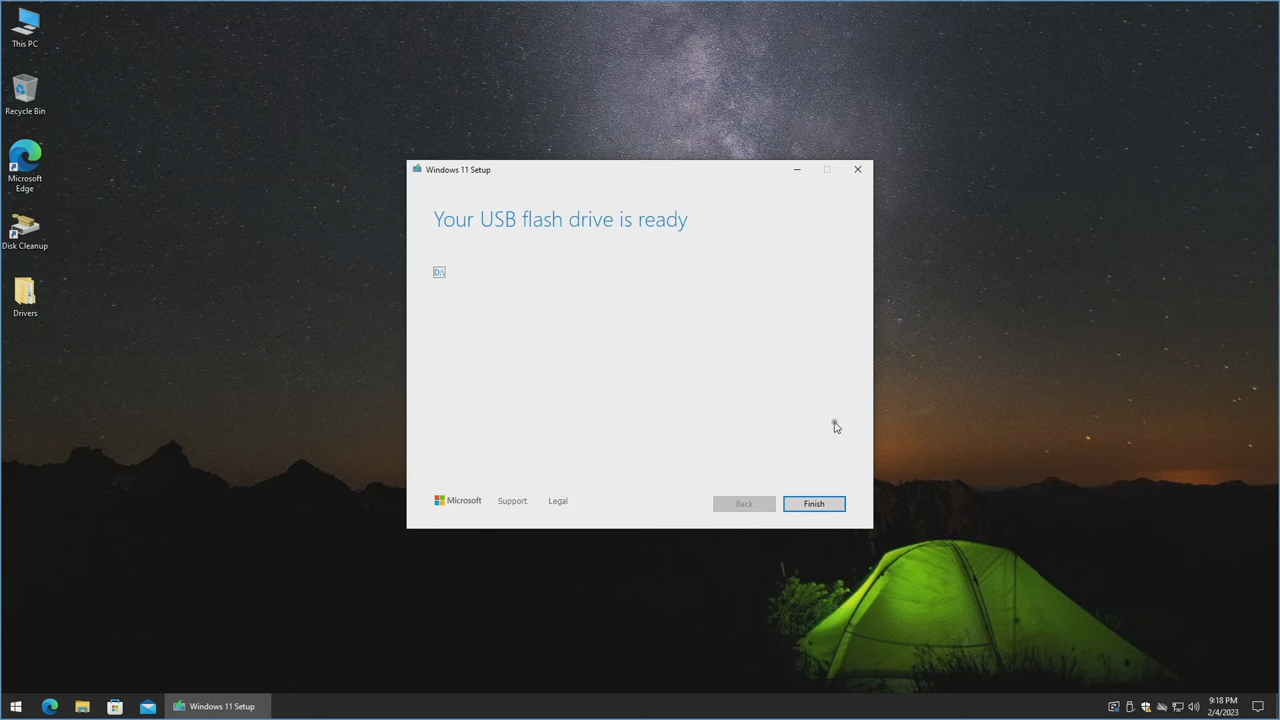 This PC
Recycle Bin
Microsoft
Edge
Disk Cleanup
Drivers
Windows 11 Setup
Your USB flash drive is ready
D:\
Microsoft
Support
Legal
Back
Finish
Windows 11 Setup
9:18 PM
2/4/2023